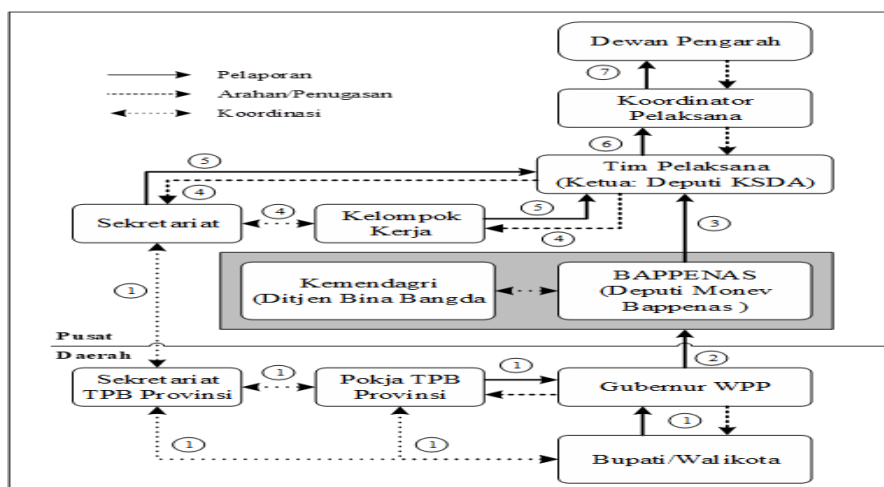 Dewan Pengarah
7
Pelaporan
Arahan/Penugasan
Koordinasi
Koordinator
Pelaksana
6
5
Tim Pelaksana
(Ketua: Deputi KSDA)
4
Sekretariat
4
Kelompok
Kerja
5
4
3
1
Kemendagri
(Ditjen Bina Bangda
BAPPENAS
(Deputi Monev
Bappenas )
Pusat
Daerah
2
Sekretariat
TPB Provinsi
1
Pokja TPB
Provinsi
1
Gubernur WPP
1
1
1
Bupati/Walikota